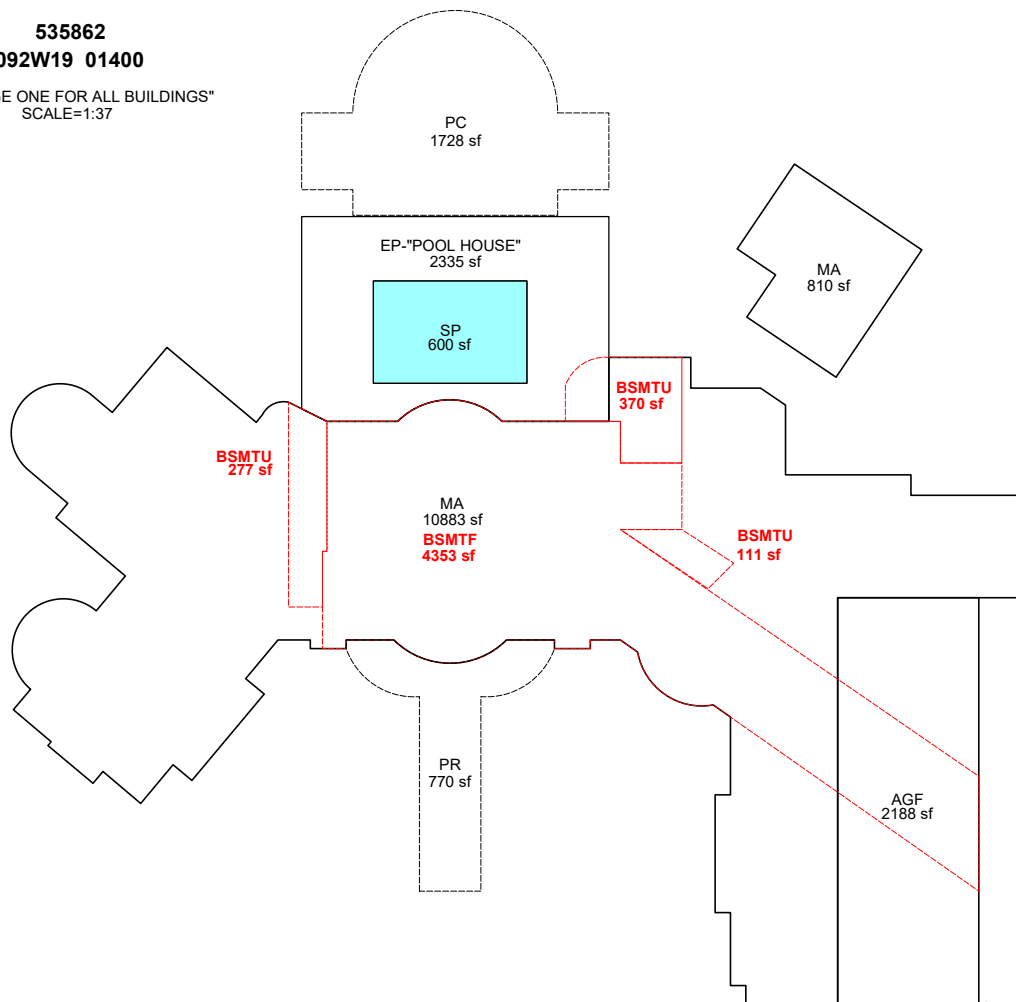 535862
092W19 01400
GE ONE FOR ALL BUILDINGS"
SCALE=1:37
PC
1728 sf
EP-"POOL HOUSE"
2335 sf
MA
810 sf
SP
600 sf
BSMTU
370 sf
BSMTU
277 sf
MA
10883 sf
BSMTF
4353 sf
BSMTU
111 sf
PR
770 sf
AGF
2188 sf